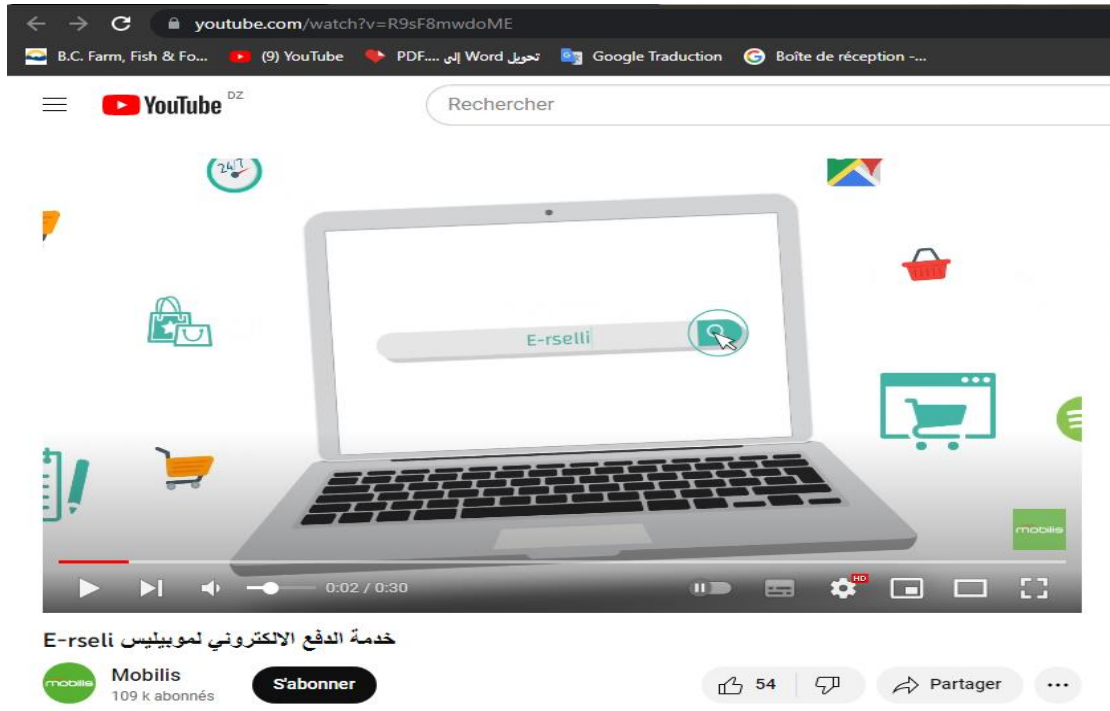 youtube.com/watch?v=R9sF8mwdoME
B.C. Farm, Fish & Fo... (9) YouTube PDF.... إلى Word تحويل Google Traduction Boîte de réception -...
YouTube DZ Rechercher
24/7
E-rselli
mobilis
0:02 / 0:30 HD
خدمة الدفع الالكتروني لموبيليس E-rseli
mobilis Mobilis S'abonner 54 Partager ...
109 k abonnés